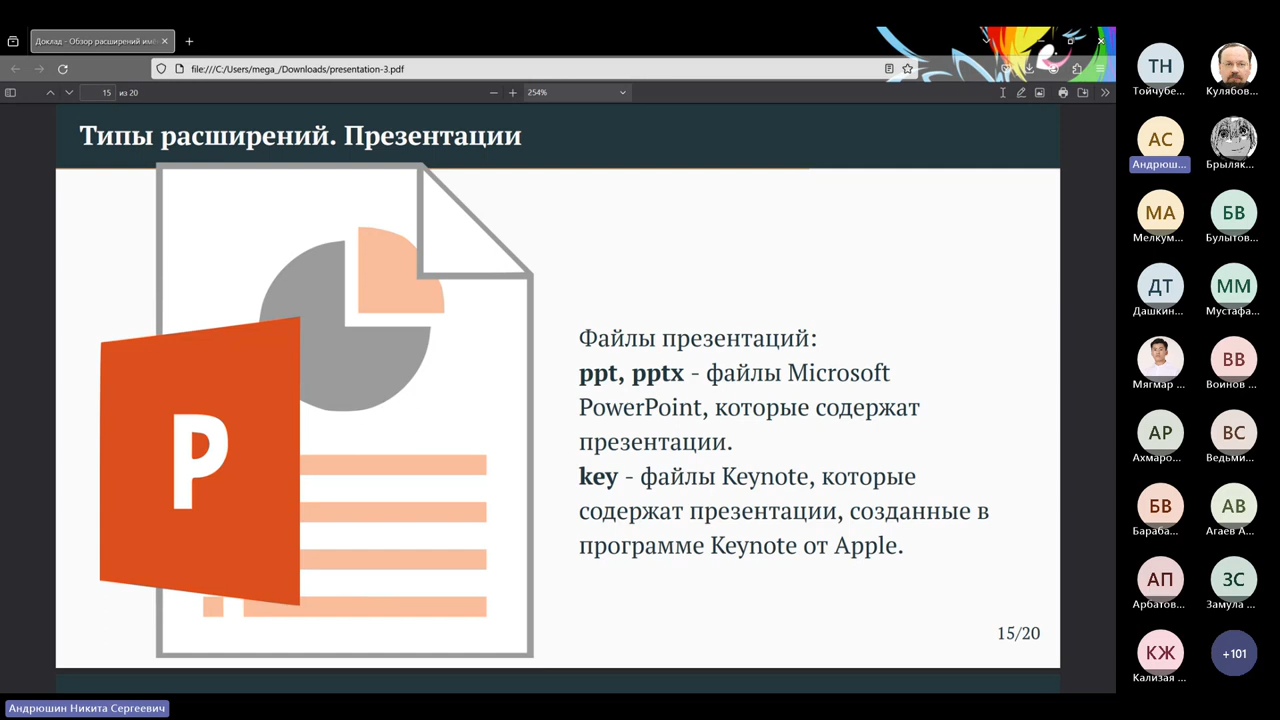 Доклад - Обзор расширений им
file:///C:/Users/mega_/Downloads/presentation-3.pdf
15
из 20
254%
Типы расширений. Презентации
P
Файлы презентаций:
ppt, pptx - файлы Microsoft
PowerPoint, которые содержат
презентации.
key - файлы Keynote, которые
содержат презентации, созданные в
программе Keynote от Apple.
15/20
Андрюшин Никита Сергеевич
ТН
Тойчубе...
Кулябов...
АС
Андрюш...
Брыляк...
МА
Мелкум...
БВ
Булытов...
ДТ
Дашкин...
ММ
Мустафа...
Мягмар ...
ВВ
Воинов ...
АР
Ахмаро...
ВС
Ведьми...
БВ
Бараба...
АВ
Агаев А...
АП
Арбатов...
ЗС
Замула ...
КЖ
Кализая ...
+101